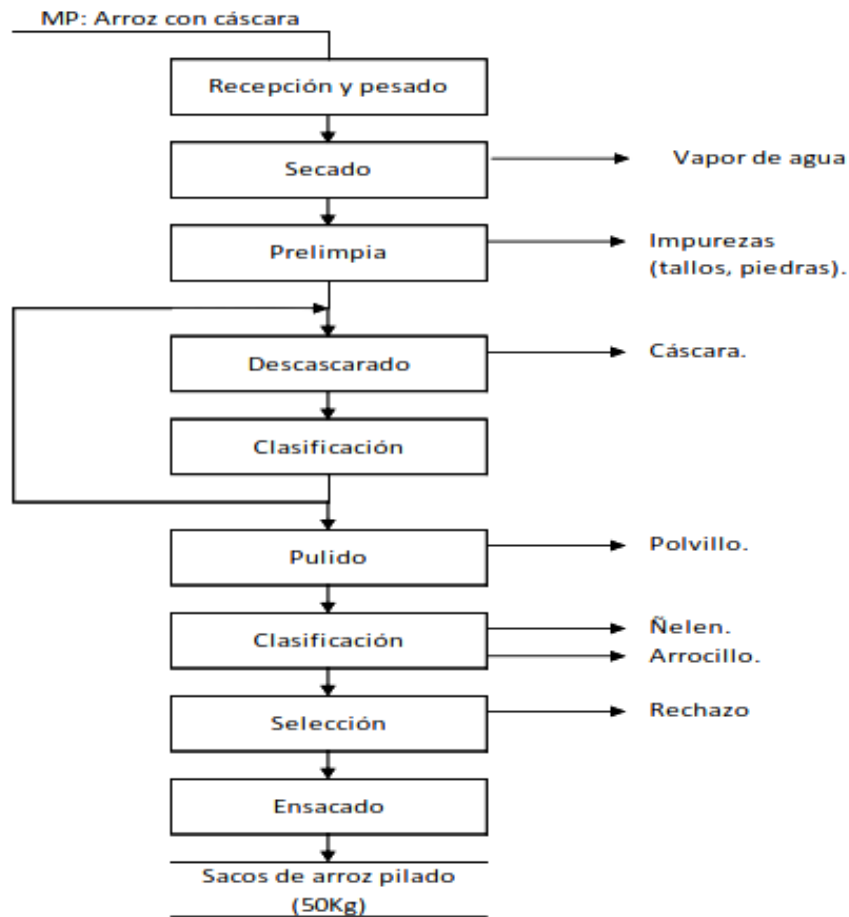 MP: Arroz con cáscara
Recepción y pesado
Secado
Vapor de agua
Prelimpia
Impurezas
(tallos, piedras).
Descascarado
Cáscara.
Clasificación
Pulido
Polvillo.
Clasificación
Ñelen.
Arrocillo.
Selección
Rechazo
Ensacado
Sacos de arroz pilado
(50Kg)